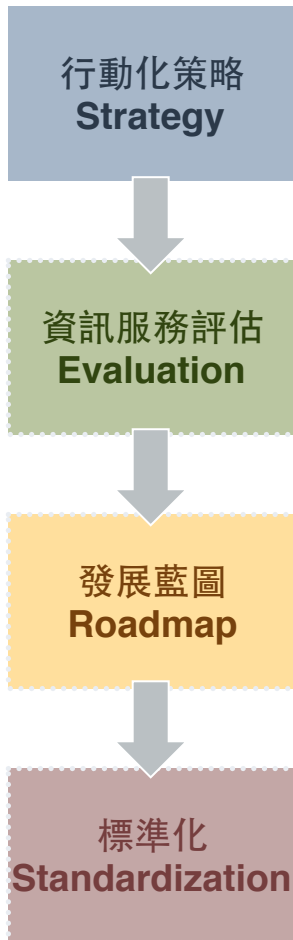 行動化策略
Strategy
資訊服務評估
Evaluation
發展藍圖
Roadmap
標準化
Standardization